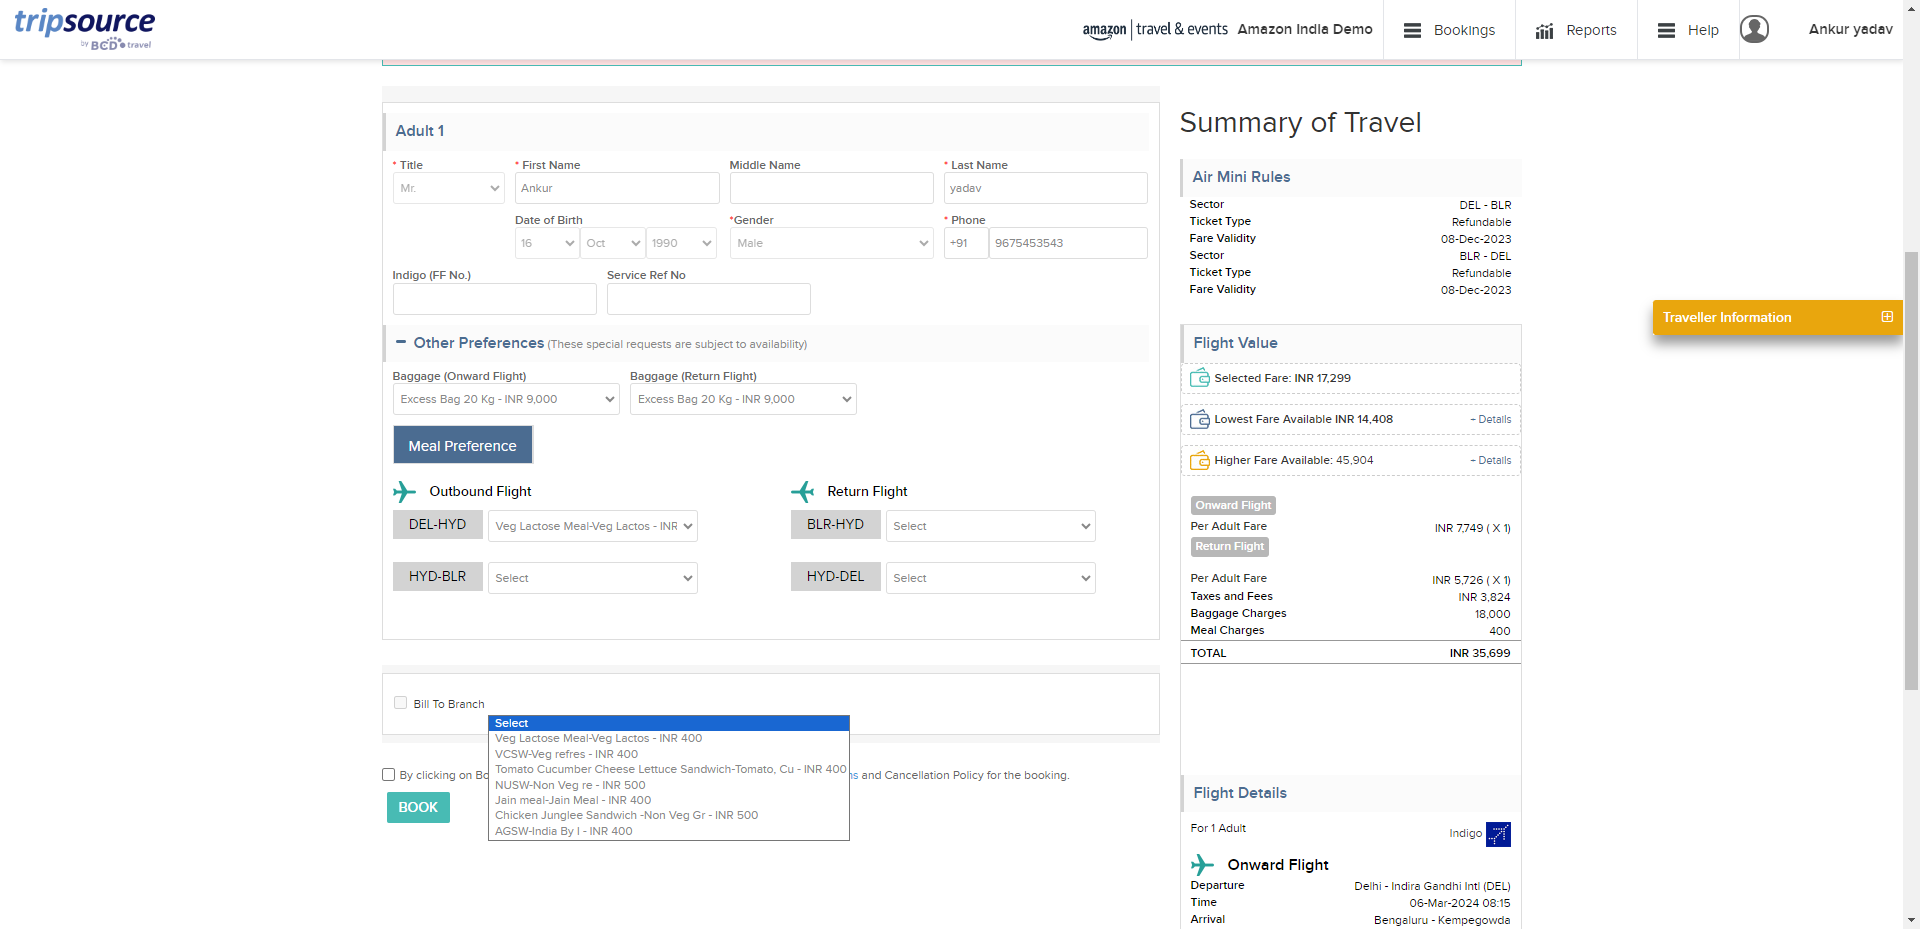 tripsource
by BCD travel
amazon travel & events Amazon India Demo
Bookings
Reports
Help
Ankur yadav
Adult 1
* Title
* First Name
Middle Name
* Last Name
Mr.
Ankur
yadav
Date of Birth
*Gender
* Phone
16
Oct
1990
Male
+91
9675453543
Indigo (FF No.)
Service Ref No
Other Preferences (These special requests are subject to availability)
Baggage (Onward Flight)
Baggage (Return Flight)
Excess Bag 20 Kg - INR 9,000
Excess Bag 20 Kg - INR 9,000
Meal Preference
Outbound Flight
Return Flight
DEL-HYD
Veg Lactose Meal-Veg Lactos - INR
BLR-HYD
Select
HYD-BLR
Select
HYD-DEL
Select
Bill To Branch
Select
Veg Lactose Meal-Veg Lactos - INR 400
VCSW-Veg refres - INR 400
Tomato Cucumber Cheese Lettuce Sandwich-Tomato, Cu - INR 400
NUSW-Non Veg re - INR 500
Jain meal-Jain Meal - INR 400
Chicken Junglee Sandwich -Non Veg Gr - INR 500
AGSW-India By I - INR 400
By clicking on Bo
and Cancellation Policy for the booking.
BOOK
Summary of Travel
Air Mini Rules
Sector DEL - BLR
Ticket Type Refundable
Fare Validity 08-Dec-2023
Sector BLR - DEL
Ticket Type Refundable
Fare Validity 08-Dec-2023
Traveller Information
Flight Value
Selected Fare: INR 17,299
Lowest Fare Available INR 14,408 + Details
Higher Fare Available: 45,904 + Details
Onward Flight
Per Adult Fare INR 7,749 ( X 1)
Return Flight
Per Adult Fare INR 5,726 ( X 1)
Taxes and Fees INR 3,824
Baggage Charges 18,000
Meal Charges 400
TOTAL INR 35,699
Flight Details
For 1 Adult Indigo
Onward Flight
Departure Delhi - Indira Gandhi Intl (DEL)
Time 06-Mar-2024 08:15
Arrival Bengaluru - Kempegowda